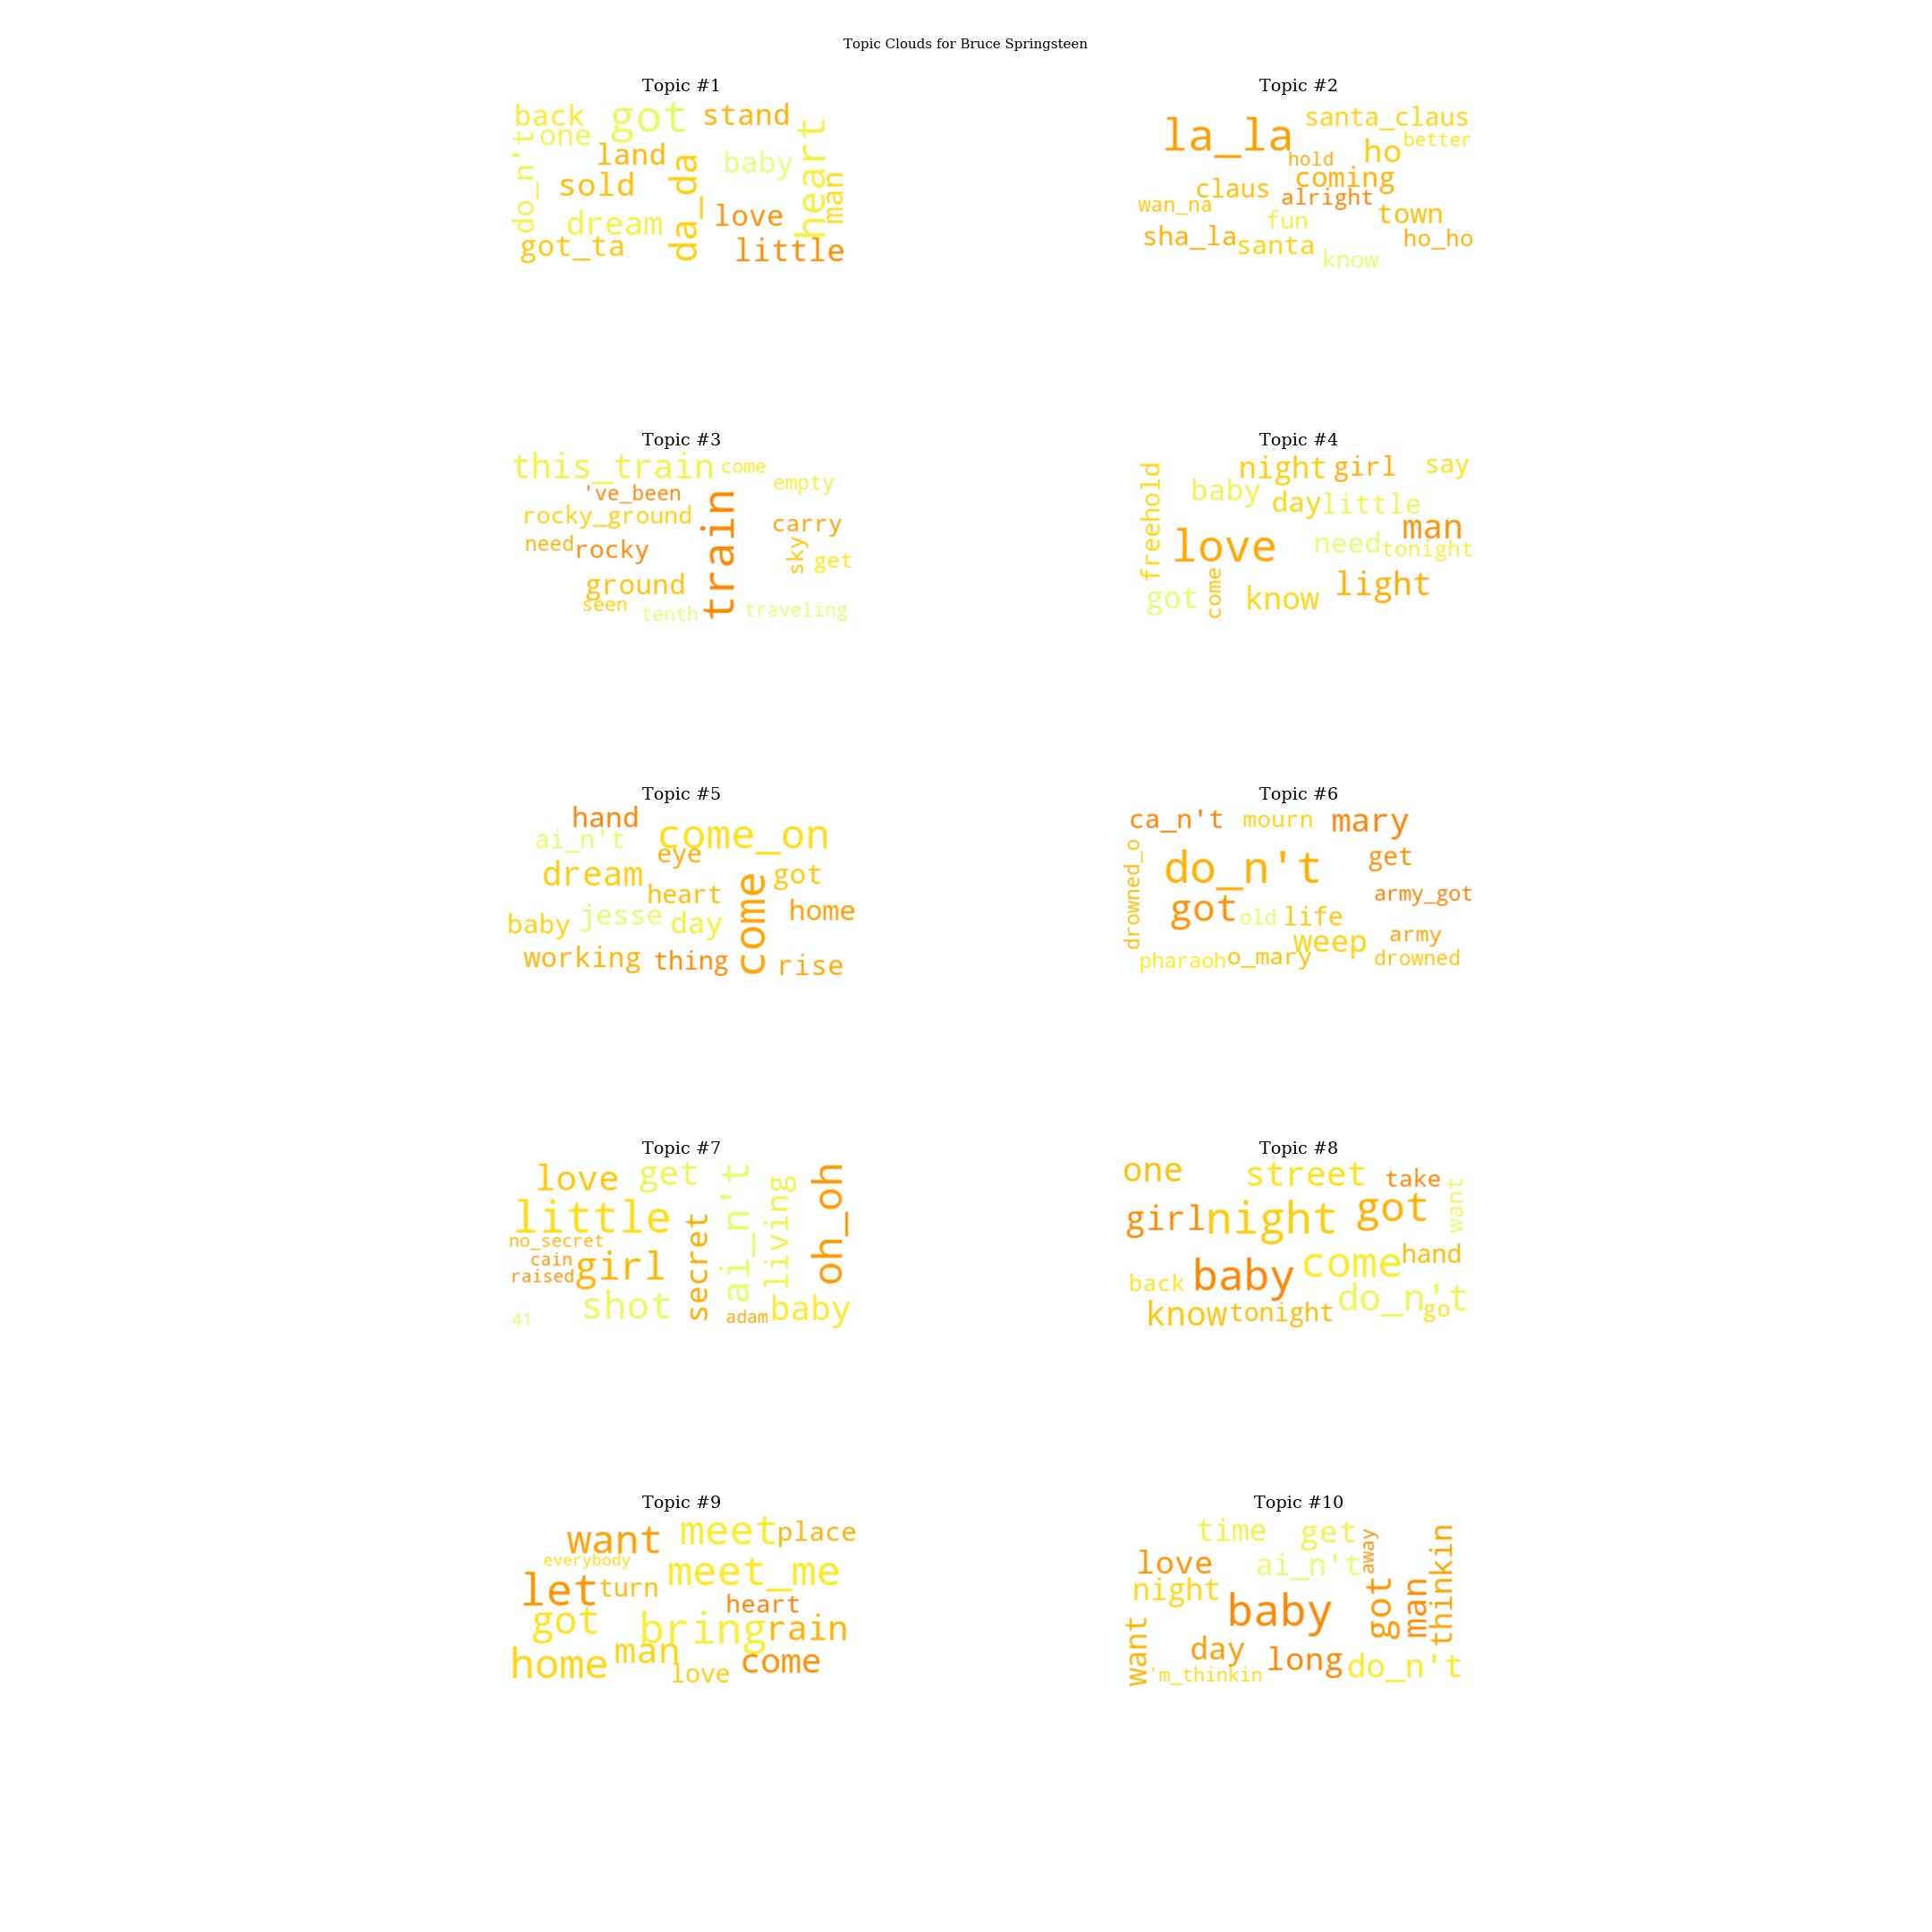 Topic Clouds for Bruce Springsteen
Topic #1
back got stand
do_n't one heart
land da_da baby
sold man
dream love
got_ta little
Topic #2
la_la santa_claus
hold ho better
claus coming
wan_na alright
fun town
sha_la santa ho_ho
know
Topic #3
this_train come
've_been empty
rocky_ground train carry
need rocky sky get
ground
seen tenth traveling
Topic #4
freehold night girl say
baby day little
love man
need tonight
got come know light
Topic #5
hand
ai_n't come_on
eye
dream got
heart come home
baby jesse day
working thing rise
Topic #6
ca_n't mourn mary
drowned_o do_n't get
army_got
got old life
weep army
pharaoh o_mary drowned
Topic #7
love get ai_n't living oh_oh
little
no_secret secret
cain girl
raised
shot baby
41 adam
Topic #8
one street take
want
girl night got
come hand
back baby
do_n't
know tonight go
Topic #9
want meet place
everybody meet_me
let turn
heart
got bring rain
home man come
love
Topic #10
time get away
love ai_n't thinkin
night
baby got man
want day
long do_n't
'm_thinkin